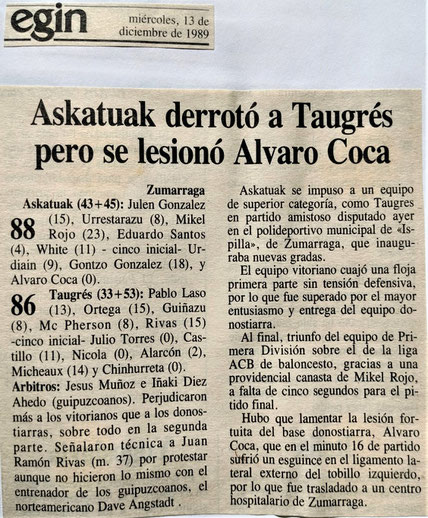 egin
miércoles, 13 de
diciembre de 1989
Askatuak derrotó a Taugrés
pero se lesionó Alvaro Coca
Zumarraga
88
Askatuak (43+45): Julen Gonzalez
(15), Urrestarazu (8), Mikel
Rojo (23), Eduardo Santos
(4), White (11) - cinco inicial- Ur-
diain (9), Gontzo Gonzalez (18), y
Alvaro Coca (0).
86
Taugrés (33+53): Pablo Laso
(13), Ortega (15), Guiñazu
(8), Mc Pherson (8), Rivas (15)
-cinco inicial- Julio Torres (0), Cas-
tillo (11), Nicola (0), Alarcón (2),
Micheaux (14) y Chinhurreta (0).
Arbitros: Jesus Muñoz e Iñaki Diez
Ahedo (guipuzcoanos). Perjudicaron
más a los vitorianos que a los donos-
tiarras, sobre todo en la segunda
parte. Señalaron técnica a Juan
Ramón Rivas (m. 37) por protestar
aunque no hicieron lo mismo con el
entrenador de los guipuzcoanos, el
norteamericano Dave Angstadt .
Askatuak se impuso a un equipo
de superior categoría, como Taugres
en partido amistoso disputado ayer
en el polideportivo municipal de «Is-
pilla», de Zumarraga, que inaugu-
raba nuevas gradas.
El equipo vitoriano cuajó una floja
primera parte sin tensión defensiva,
por lo que fue superado por el mayor
entusiasmo y entrega del equipo do-
nostiarra.
Al final, triunfo del equipo de Pri-
mera División sobre el de la liga
ACB de baloncesto, gracias a una
providencial canasta de Mikel Rojo,
a falta de cinco segundos para el pi-
tido final.
Hubo que lamentar la lesión for-
tuita del base donostiarra, Alvaro
Coca, que en el minuto 16 de partido
sufrió un esguince en el ligamento la-
teral externo del tobillo izquierdo,
por lo que fue trasladado a un centro
hospitalario de Zumarraga.